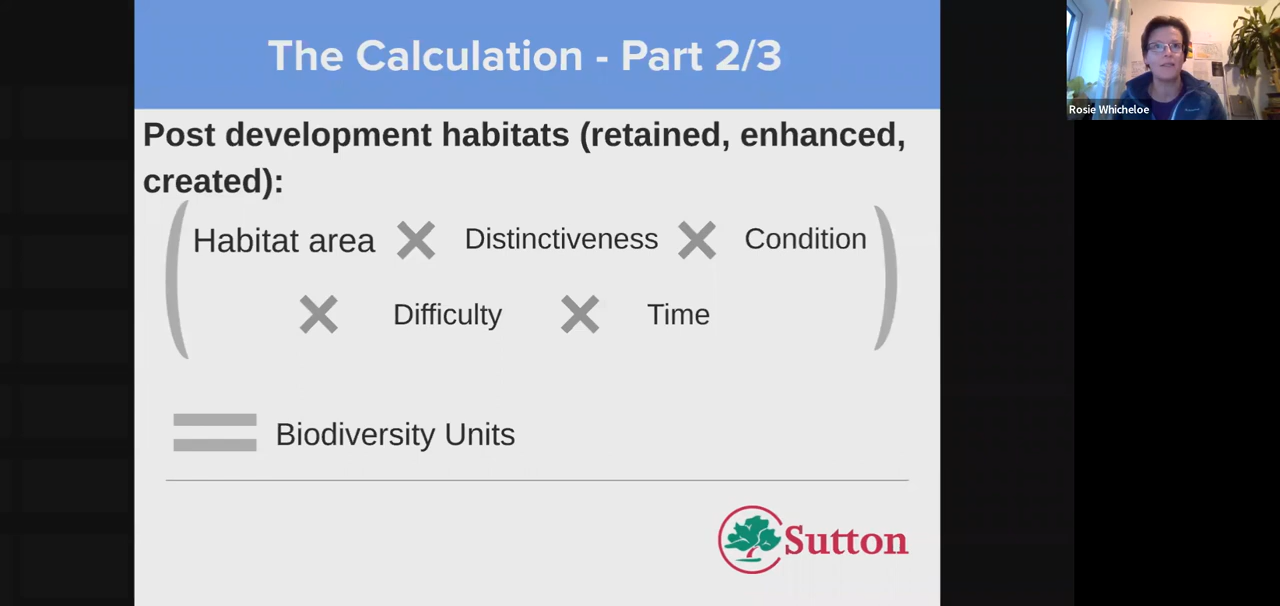 The Calculation - Part 2/3
Rosie Whicheloe
Post development habitats (retained, enhanced,
created):
Habitat area × Distinctiveness × Condition
× Difficulty × Time
= Biodiversity Units
Sutton